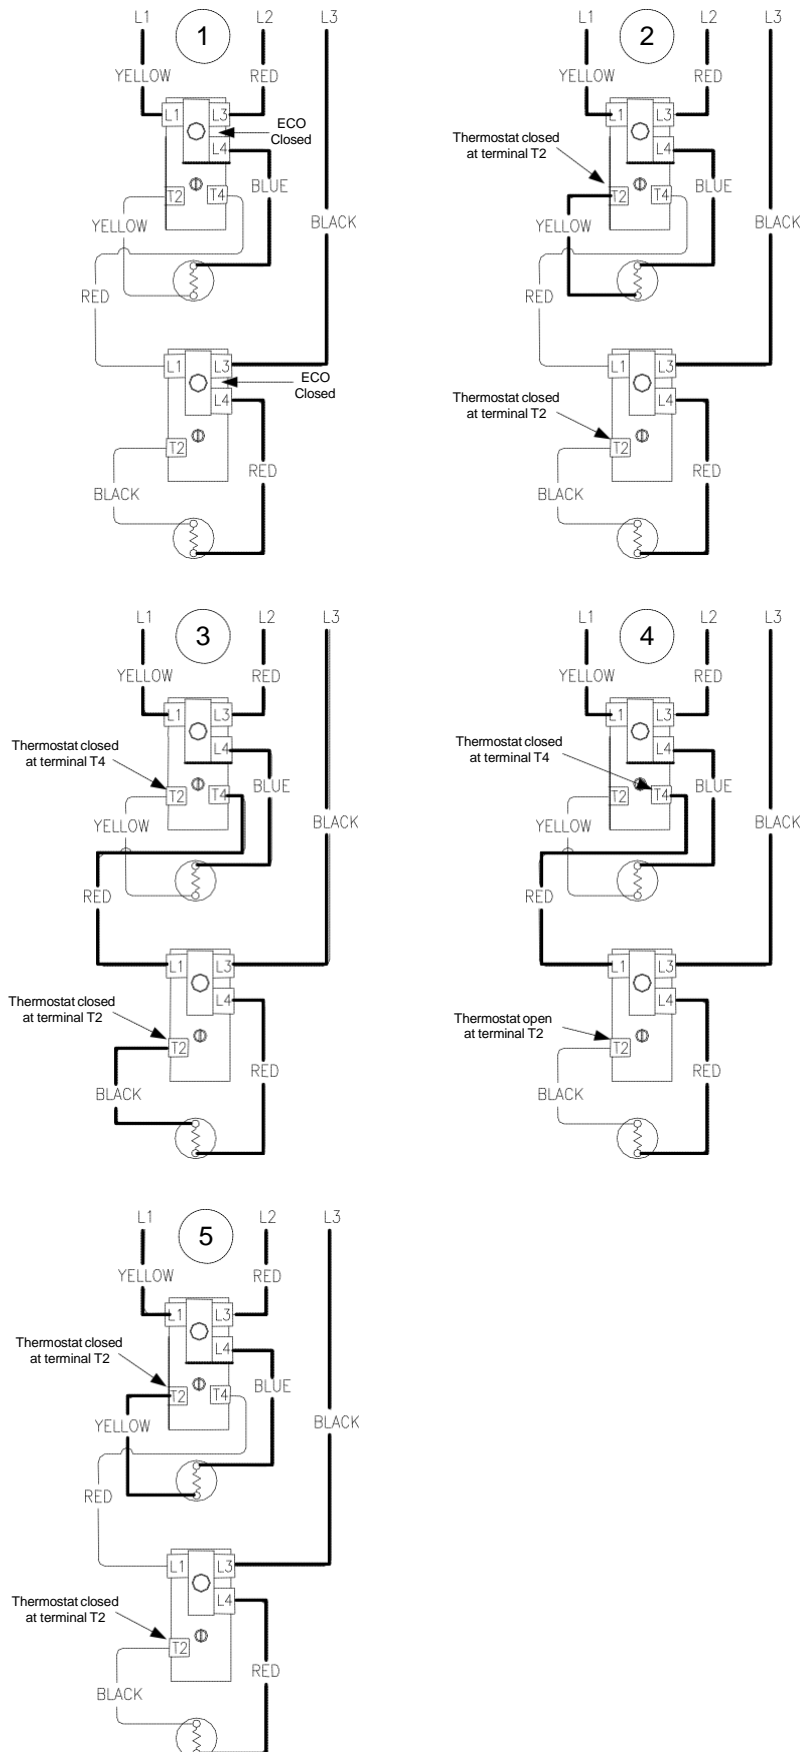 L1
1
L2
L3
YELLOW
RED
L1
L3
ECO
Closed
L4
T2
T4
BLUE
YELLOW
BLACK
RED
L1
L3
ECO
Closed
L4
T2
RED
BLACK
L1
2
L2
L3
YELLOW
RED
L1
L3
Thermostat closed
at terminal T2
L4
T2
T4
BLUE
YELLOW
BLACK
RED
L1
L3
Thermostat closed
at terminal T2
L4
T2
RED
BLACK
L1
3
L2
L3
YELLOW
RED
L1
L3
Thermostat closed
at terminal T4
L4
T2
T4
BLUE
YELLOW
BLACK
RED
L1
L3
Thermostat closed
at terminal T2
L4
T2
RED
BLACK
L1
4
L2
L3
YELLOW
RED
L1
L3
Thermostat closed
at terminal T4
L4
T2
T4
BLUE
YELLOW
BLACK
RED
L1
L3
Thermostat open
at terminal T2
L4
T2
RED
BLACK
L1
5
L2
L3
YELLOW
RED
L1
L3
Thermostat closed
at terminal T2
L4
T2
T4
BLUE
YELLOW
BLACK
RED
L1
L3
Thermostat closed
at terminal T2
L4
T2
RED
BLACK